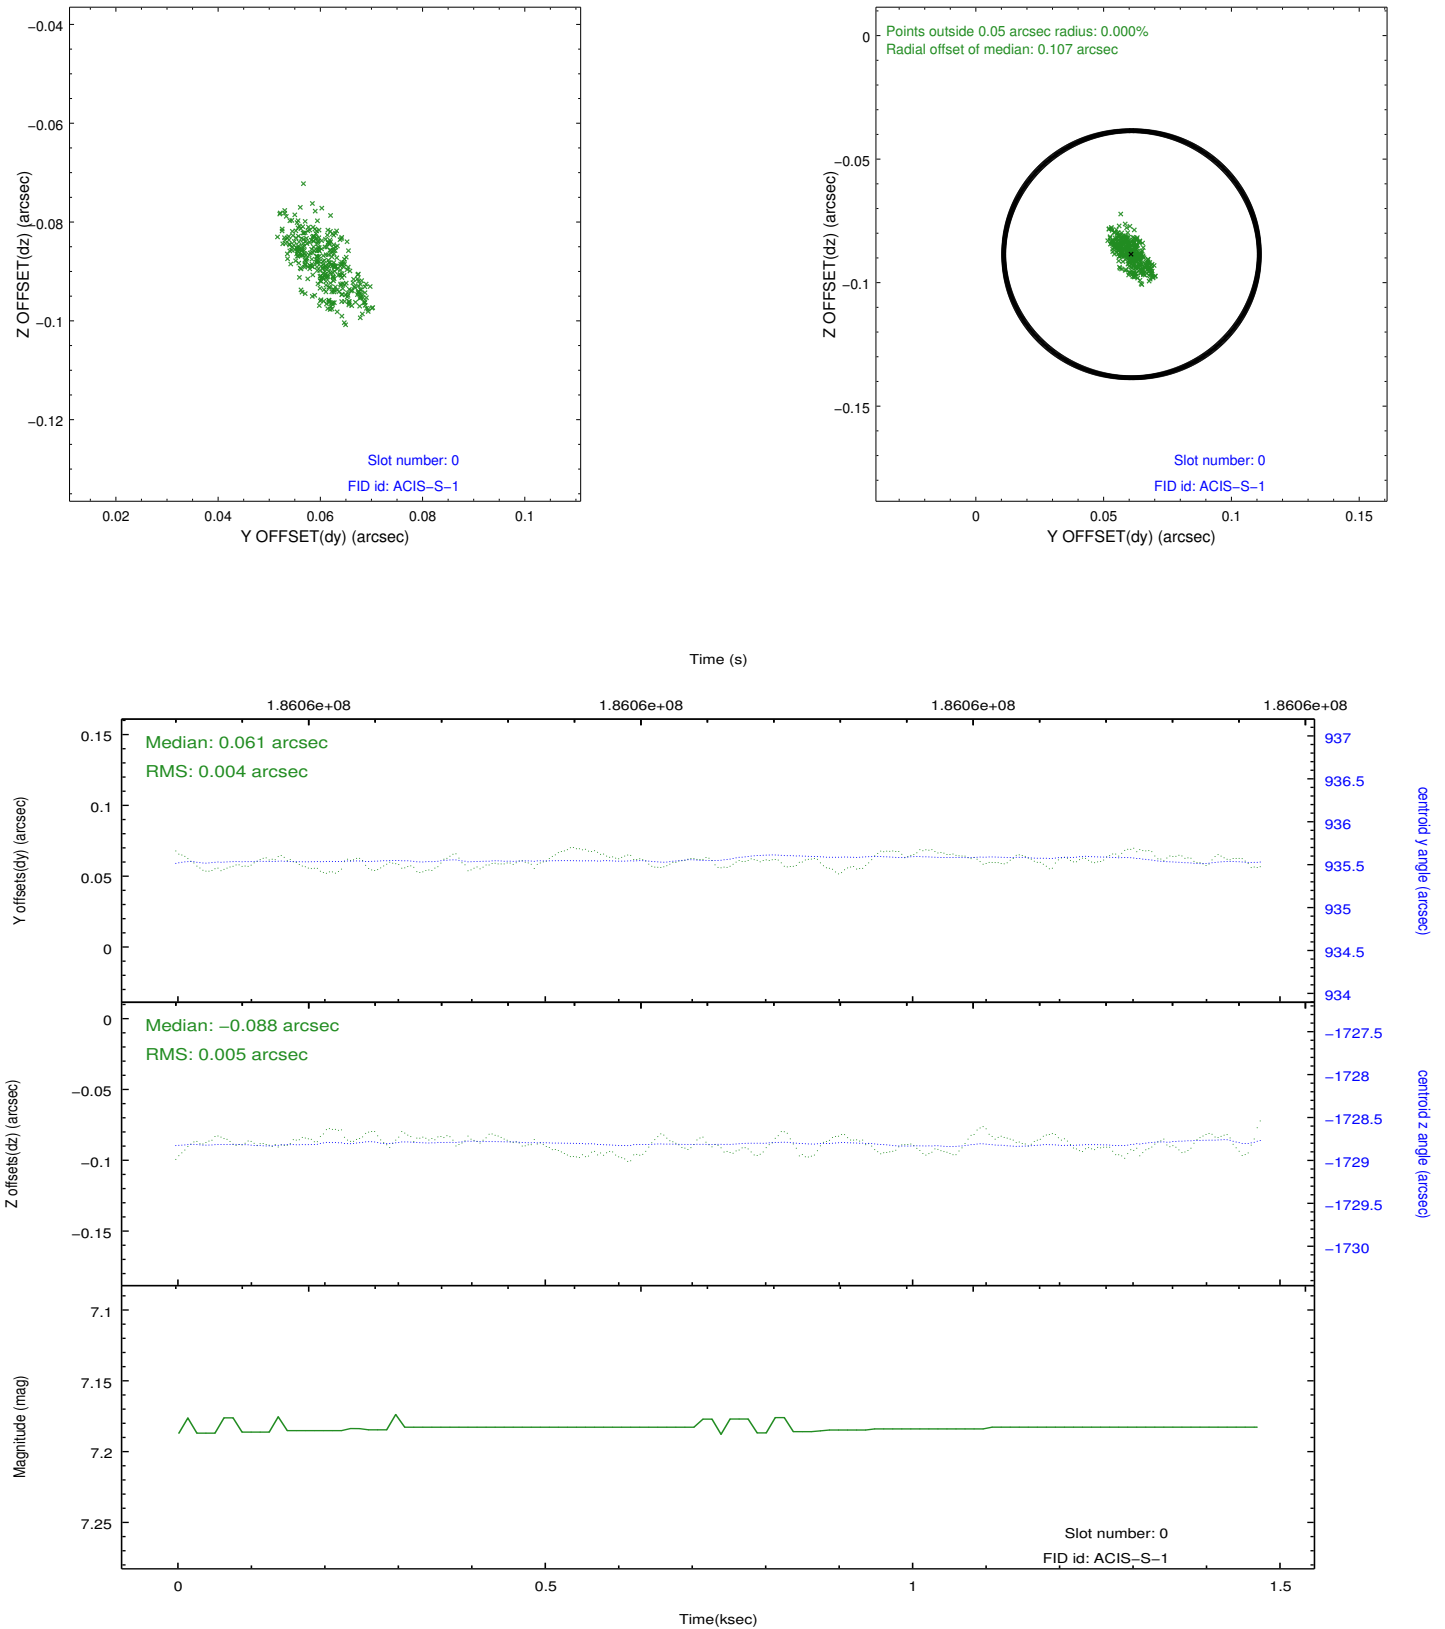 −0.04
−0.06
−0.08
−0.1
−0.12
Z OFFSET(dz) (arcsec)
0.02
0.04
0.06
0.08
0.1
Y OFFSET(dy) (arcsec)
Slot number: 0
FID id: ACIS−S−1
Points outside 0.05 arcsec radius: 0.000%
Radial offset of median: 0.107 arcsec
0
−0.05
−0.1
−0.15
Z OFFSET(dz) (arcsec)
Slot number: 0
FID id: ACIS−S−1
0
0.05
0.1
0.15
Y OFFSET(dy) (arcsec)
Time (s)
1.8606e+08
1.8606e+08
1.8606e+08
1.8606e+08
Median: 0.061 arcsec
RMS: 0.004 arcsec
0.15
0.1
0.05
0
Y offsets(dy) (arcsec)
937
936.5
936
935.5
935
934.5
934
centroid y angle (arcsec)
Median: −0.088 arcsec
RMS: 0.005 arcsec
0
−0.05
−0.1
−0.15
Z offsets(dz) (arcsec)
−1727.5
−1728
−1728.5
−1729
−1729.5
−1730
centroid z angle (arcsec)
7.1
7.15
7.2
7.25
Magnitude (mag)
Slot number: 0
FID id: ACIS−S−1
0
0.5
1
1.5
Time(ksec)